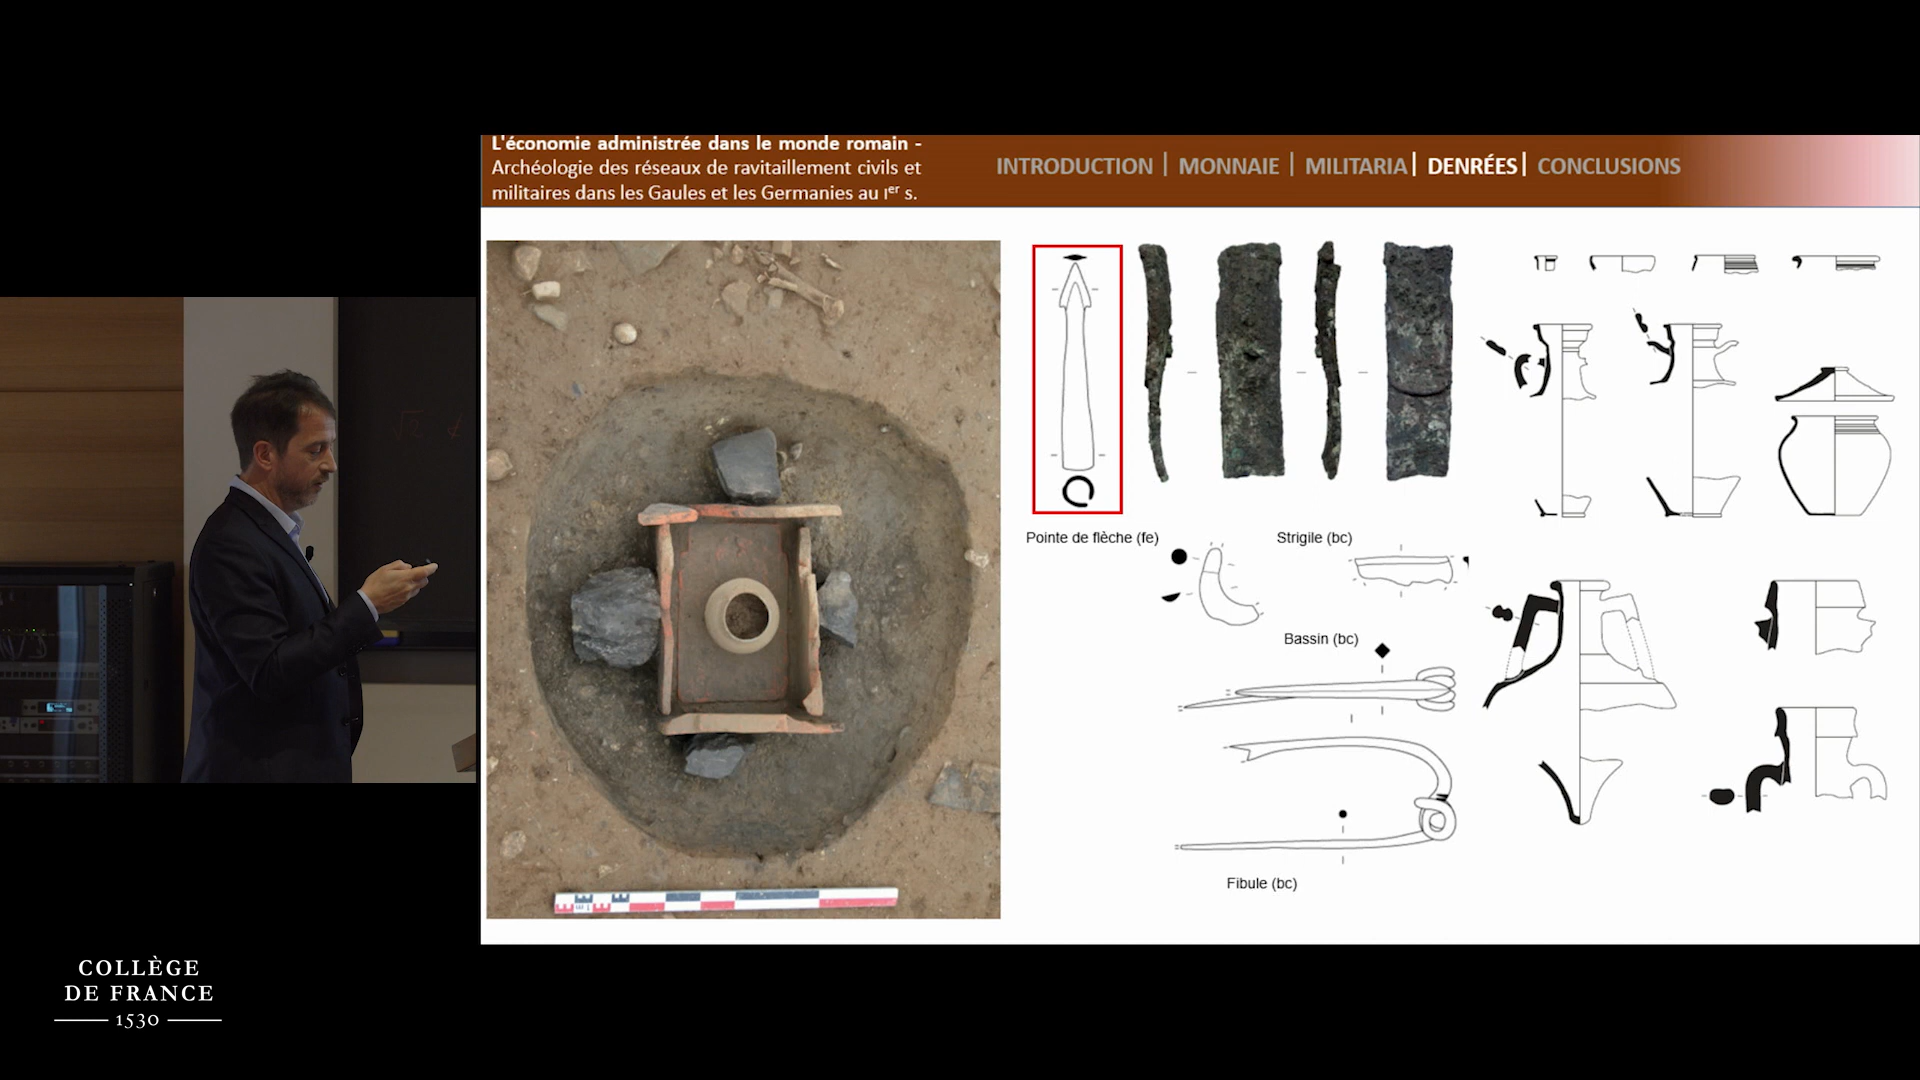 L'économie administrée dans le monde romain -
Archéologie des réseaux de ravitaillement civils et
militaires dans les Gaules et les Germanies au Iᵉʳ s.
INTRODUCTION | MONNAIE | MILITARIA | DENRÉES | CONCLUSIONS
Pointe de flèche (fe)
Strigile (bc)
Bassin (bc)
Fibule (bc)
COLLÈGE
DE FRANCE
1530